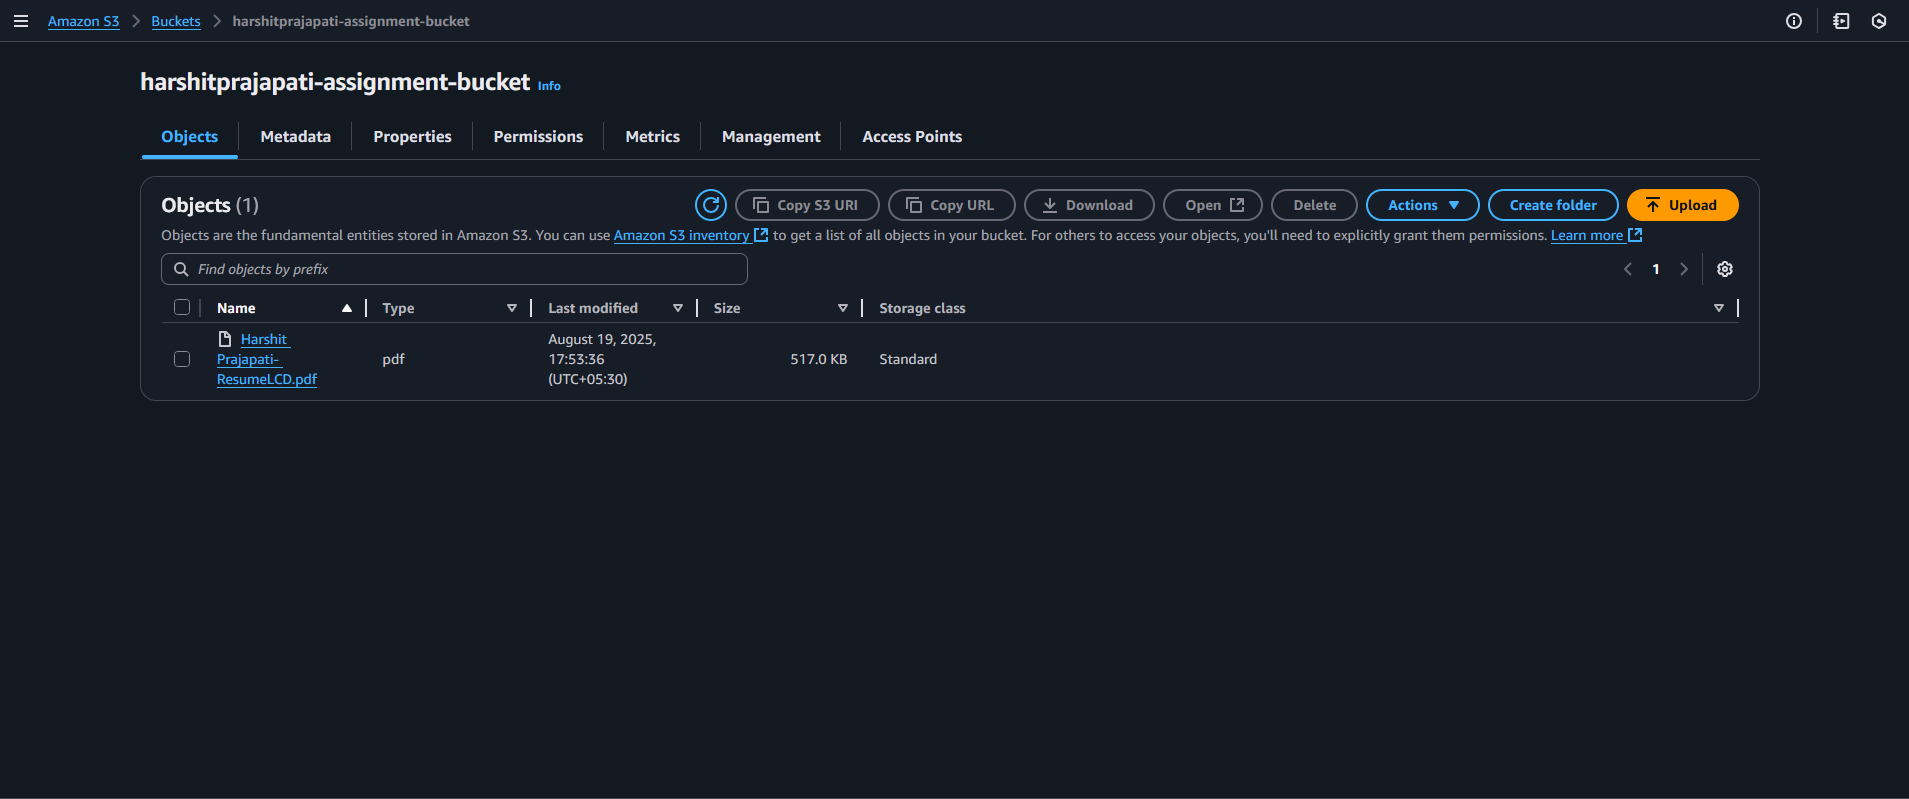 Amazon S3 > Buckets > harshitprajapati-assignment-bucket
harshitprajapati-assignment-bucket Info
Objects Metadata Properties Permissions Metrics Management Access Points
Objects (1) Copy S3 URI Copy URL Download Open Delete Actions Create folder Upload
Objects are the fundamental entities stored in Amazon S3. You can use Amazon S3 inventory to get a list of all objects in your bucket. For others to access your objects, you'll need to explicitly grant them permissions. Learn more
Find objects by prefix 1
Name Type Last modified Size Storage class
Harshit
Prajapati-
ResumeLCD.pdf
pdf
August 19, 2025,
17:53:36
(UTC+05:30)
517.0 KB
Standard